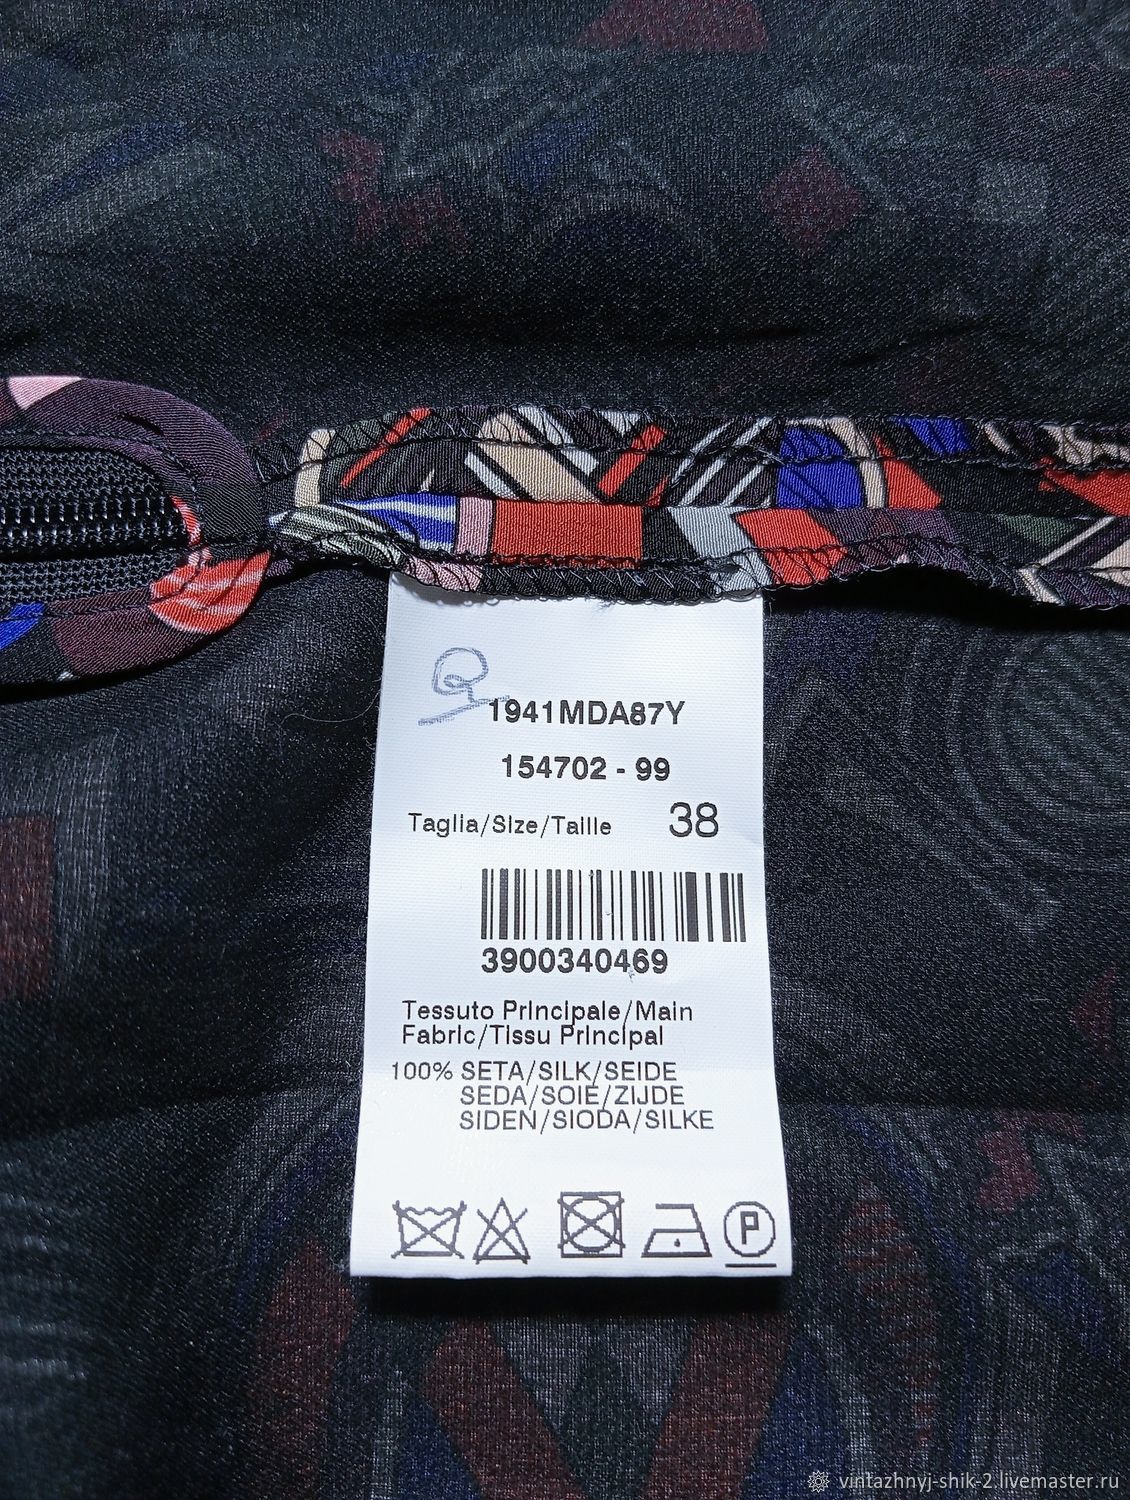 1941MDA87Y
154702 - 99
Taglia/Size/Taille 38
3900340469
Tessuto Principale/Main
Fabric/Tissu Principal
100% SETA/SILK/SEIDE
SEDA/SOIE/ZIJDE
SIDEN/SIODA/SILKE
P
vintazhnyj-shik-2.livemaster.ru